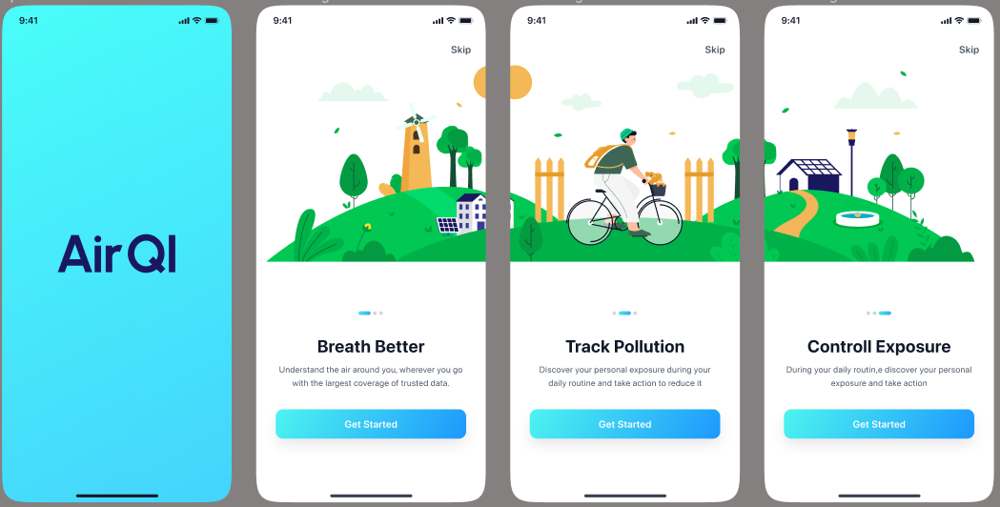 9:41
Air QI
9:41
Skip
Breath Better
Understand the air around you, wherever you go
with the largest coverage of trusted data.
Get Started
9:41
Skip
Track Pollution
Discover your personal exposure during your
daily routine and take action to reduce it
Get Started
9:41
Skip
Controll Exposure
During your daily routin,e discover your personal
exposure and take action
Get Started